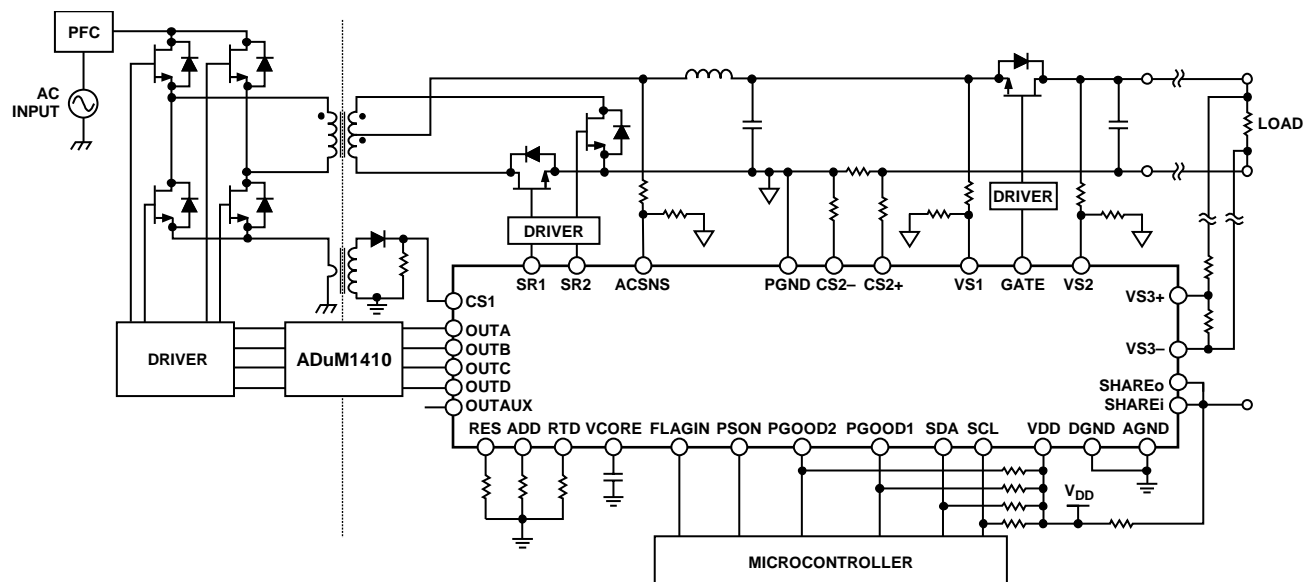 PFC
AC
INPUT
LOAD
DRIVER
DRIVER
SR1 SR2 ACSNS PGND CS2– CS2+ VS1 GATE VS2
CS1
VS3+
OUTA
OUTB
OUTC
OUTD
OUTAUX
DRIVER
ADuM1410
VS3–
SHAREo
SHAREi
RES ADD RTD VCORE FLAGIN PSON PGOOD2 PGOOD1 SDA SCL VDD DGND AGND
VDD
MICROCONTROLLER